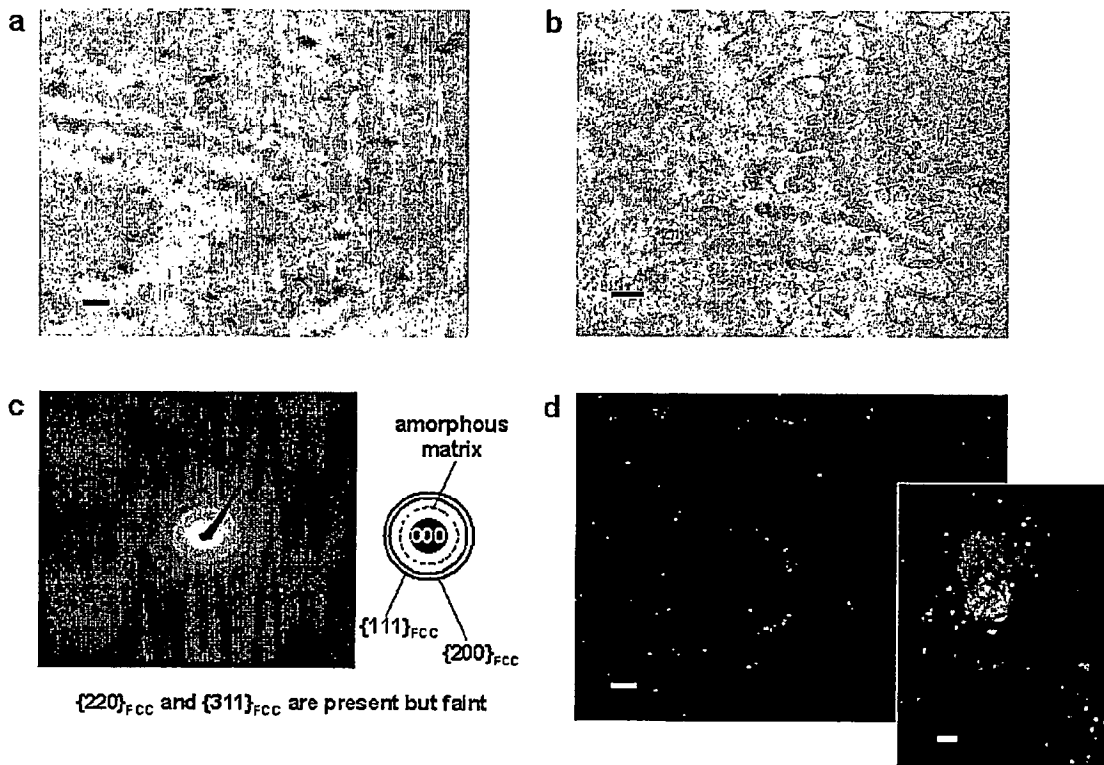 a
b
c
amorphous
matrix
000
{111}FCC
{200}FCC
{220}FCC and {311}FCC are present but faint
d